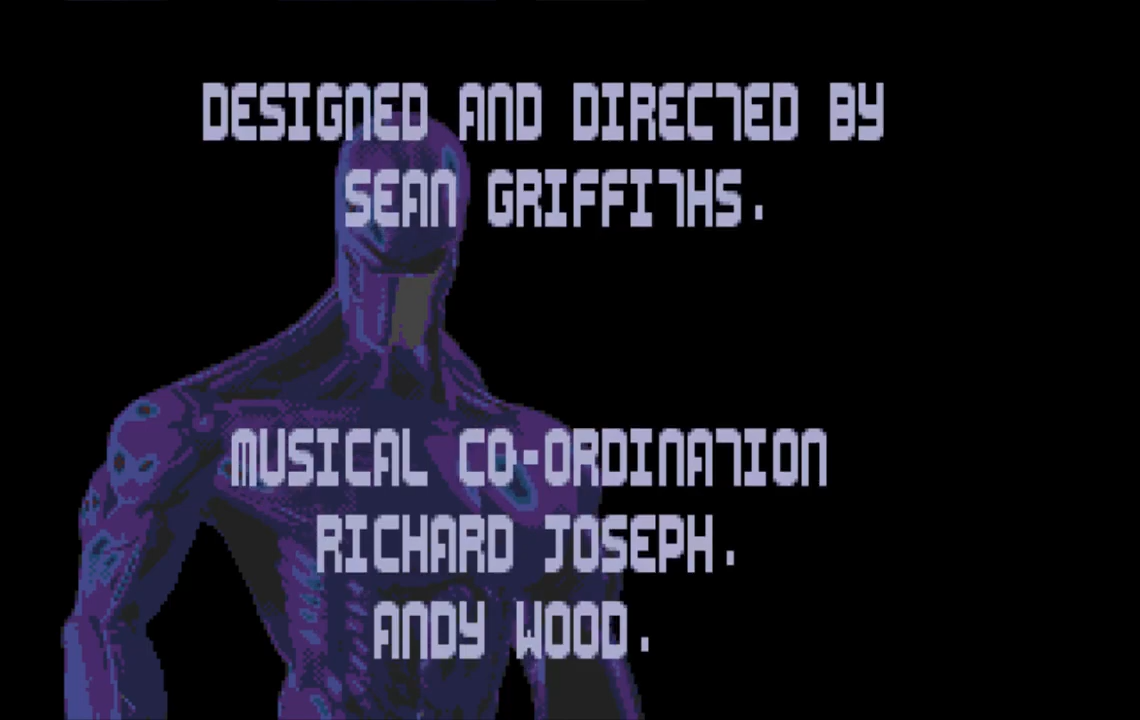 DESIGNED AND DIRECTED BY
SEAN GRIFFITHS.
MUSICAL CO-ORDINATION
RICHARD JOSEPH.
ANDY WOOD.